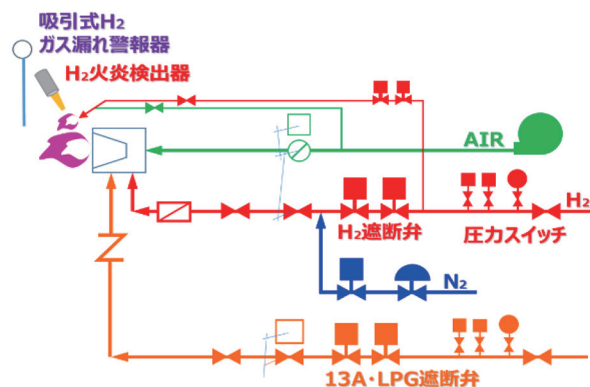 吸引式H₂
ガス漏れ警報器
H₂火炎検出器
AIR
H₂
H₂遮断弁
圧力スイッチ
N₂
13A・LPG遮断弁